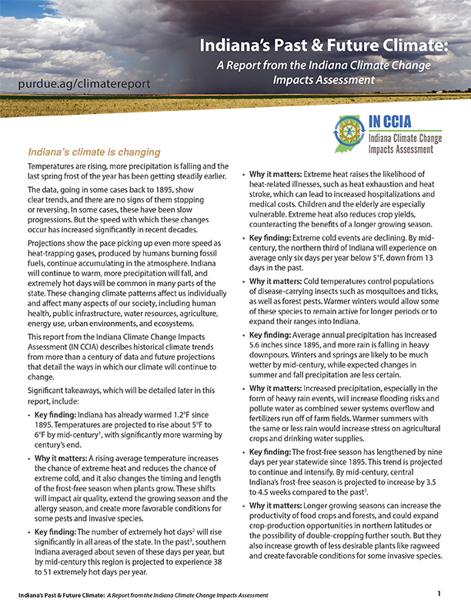 Indiana's Past & Future Climate:
A Report from the Indiana Climate Change
Impacts Assessment
purdue.ag/climatereport
IN CCIA
Indiana Climate Change
Impacts Assessment
Indiana's climate is changing
Temperatures are rising, more precipitation is falling and the
last spring frost of the year has been getting steadily earlier.
The data, going in some cases back to 1895, show
clear trends, and there are no signs of them stopping
or reversing. In some cases, these have been slow
progressions. But the speed with which these changes
occur has increased significantly in recent decades.
Projections show the pace picking up even more speed as
heat-trapping gases, produced by humans burning fossil
fuels, continue accumulating in the atmosphere. Indiana
will continue to warm, more precipitation will fall, and
extremely hot days will be common in many parts of the
state. These changing climate patterns affect us individually
and affect many aspects of our society, including human
health, public infrastructure, water resources, agriculture,
energy use, urban environments, and ecosystems.
This report from the Indiana Climate Change Impacts
Assessment (IN CCIA) describes historical climate trends
from more than a century of data and future projections
that detail the ways in which our climate will continue to
change.
Significant takeaways, which will be detailed later in this
report, include:
• Key finding: Indiana has already warmed 1.2°F since
1895. Temperatures are projected to rise about 5°F to
6°F by mid-century¹, with significantly more warming by
century's end.
• Why it matters: A rising average temperature increases
the chance of extreme heat and reduces the chance of
extreme cold, and it also changes the timing and length
of the frost-free season when plants grow. These shifts
will impact air quality, extend the growing season and the
allergy season, and create more favorable conditions for
some pests and invasive species.
• Key finding: The number of extremely hot days² will rise
significantly in all areas of the state. In the past³, southern
Indiana averaged about seven of these days per year, but
by mid-century this region is projected to experience 38
to 51 extremely hot days per year.
• Why it matters: Extreme heat raises the likelihood of
heat-related illnesses, such as heat exhaustion and heat
stroke, which can lead to increased hospitalizations and
medical costs. Children and the elderly are especially
vulnerable. Extreme heat also reduces crop yields,
counteracting the benefits of a longer growing season.
• Key finding: Extreme cold events are declining. By mid-
century, the northern third of Indiana will experience on
average only six days per year below 5°F, down from 13
days in the past.
• Why it matters: Cold temperatures control populations
of disease-carrying insects such as mosquitoes and ticks,
as well as forest pests. Warmer winters would allow some
of these species to remain active for longer periods or to
expand their ranges into Indiana.
• Key finding: Average annual precipitation has increased
5.6 inches since 1895, and more rain is falling in heavy
downpours. Winters and springs are likely to be much
wetter by mid-century, while expected changes in
summer and fall precipitation are less certain.
• Why it matters: Increased precipitation, especially in the
form of heavy rain events, will increase flooding risks and
pollute water as combined sewer systems overflow and
fertilizers run off of farm fields. Warmer summers with
the same or less rain would increase stress on agricultural
crops and drinking water supplies.
• Key finding: The frost-free season has lengthened by nine
days per year statewide since 1895. This trend is projected
to continue and intensify. By mid-century, central
Indiana's frost-free season is projected to increase by 3.5
to 4.5 weeks compared to the past³.
• Why it matters: Longer growing seasons can increase the
productivity of food crops and forests, and could expand
crop-production opportunities in northern latitudes or
the possibility of double-cropping further south. But they
also increase growth of less desirable plants like ragweed
and create favorable conditions for some invasive species.
Indiana's Past & Future Climate: A Report from the Indiana Climate Change Impacts Assessment
1